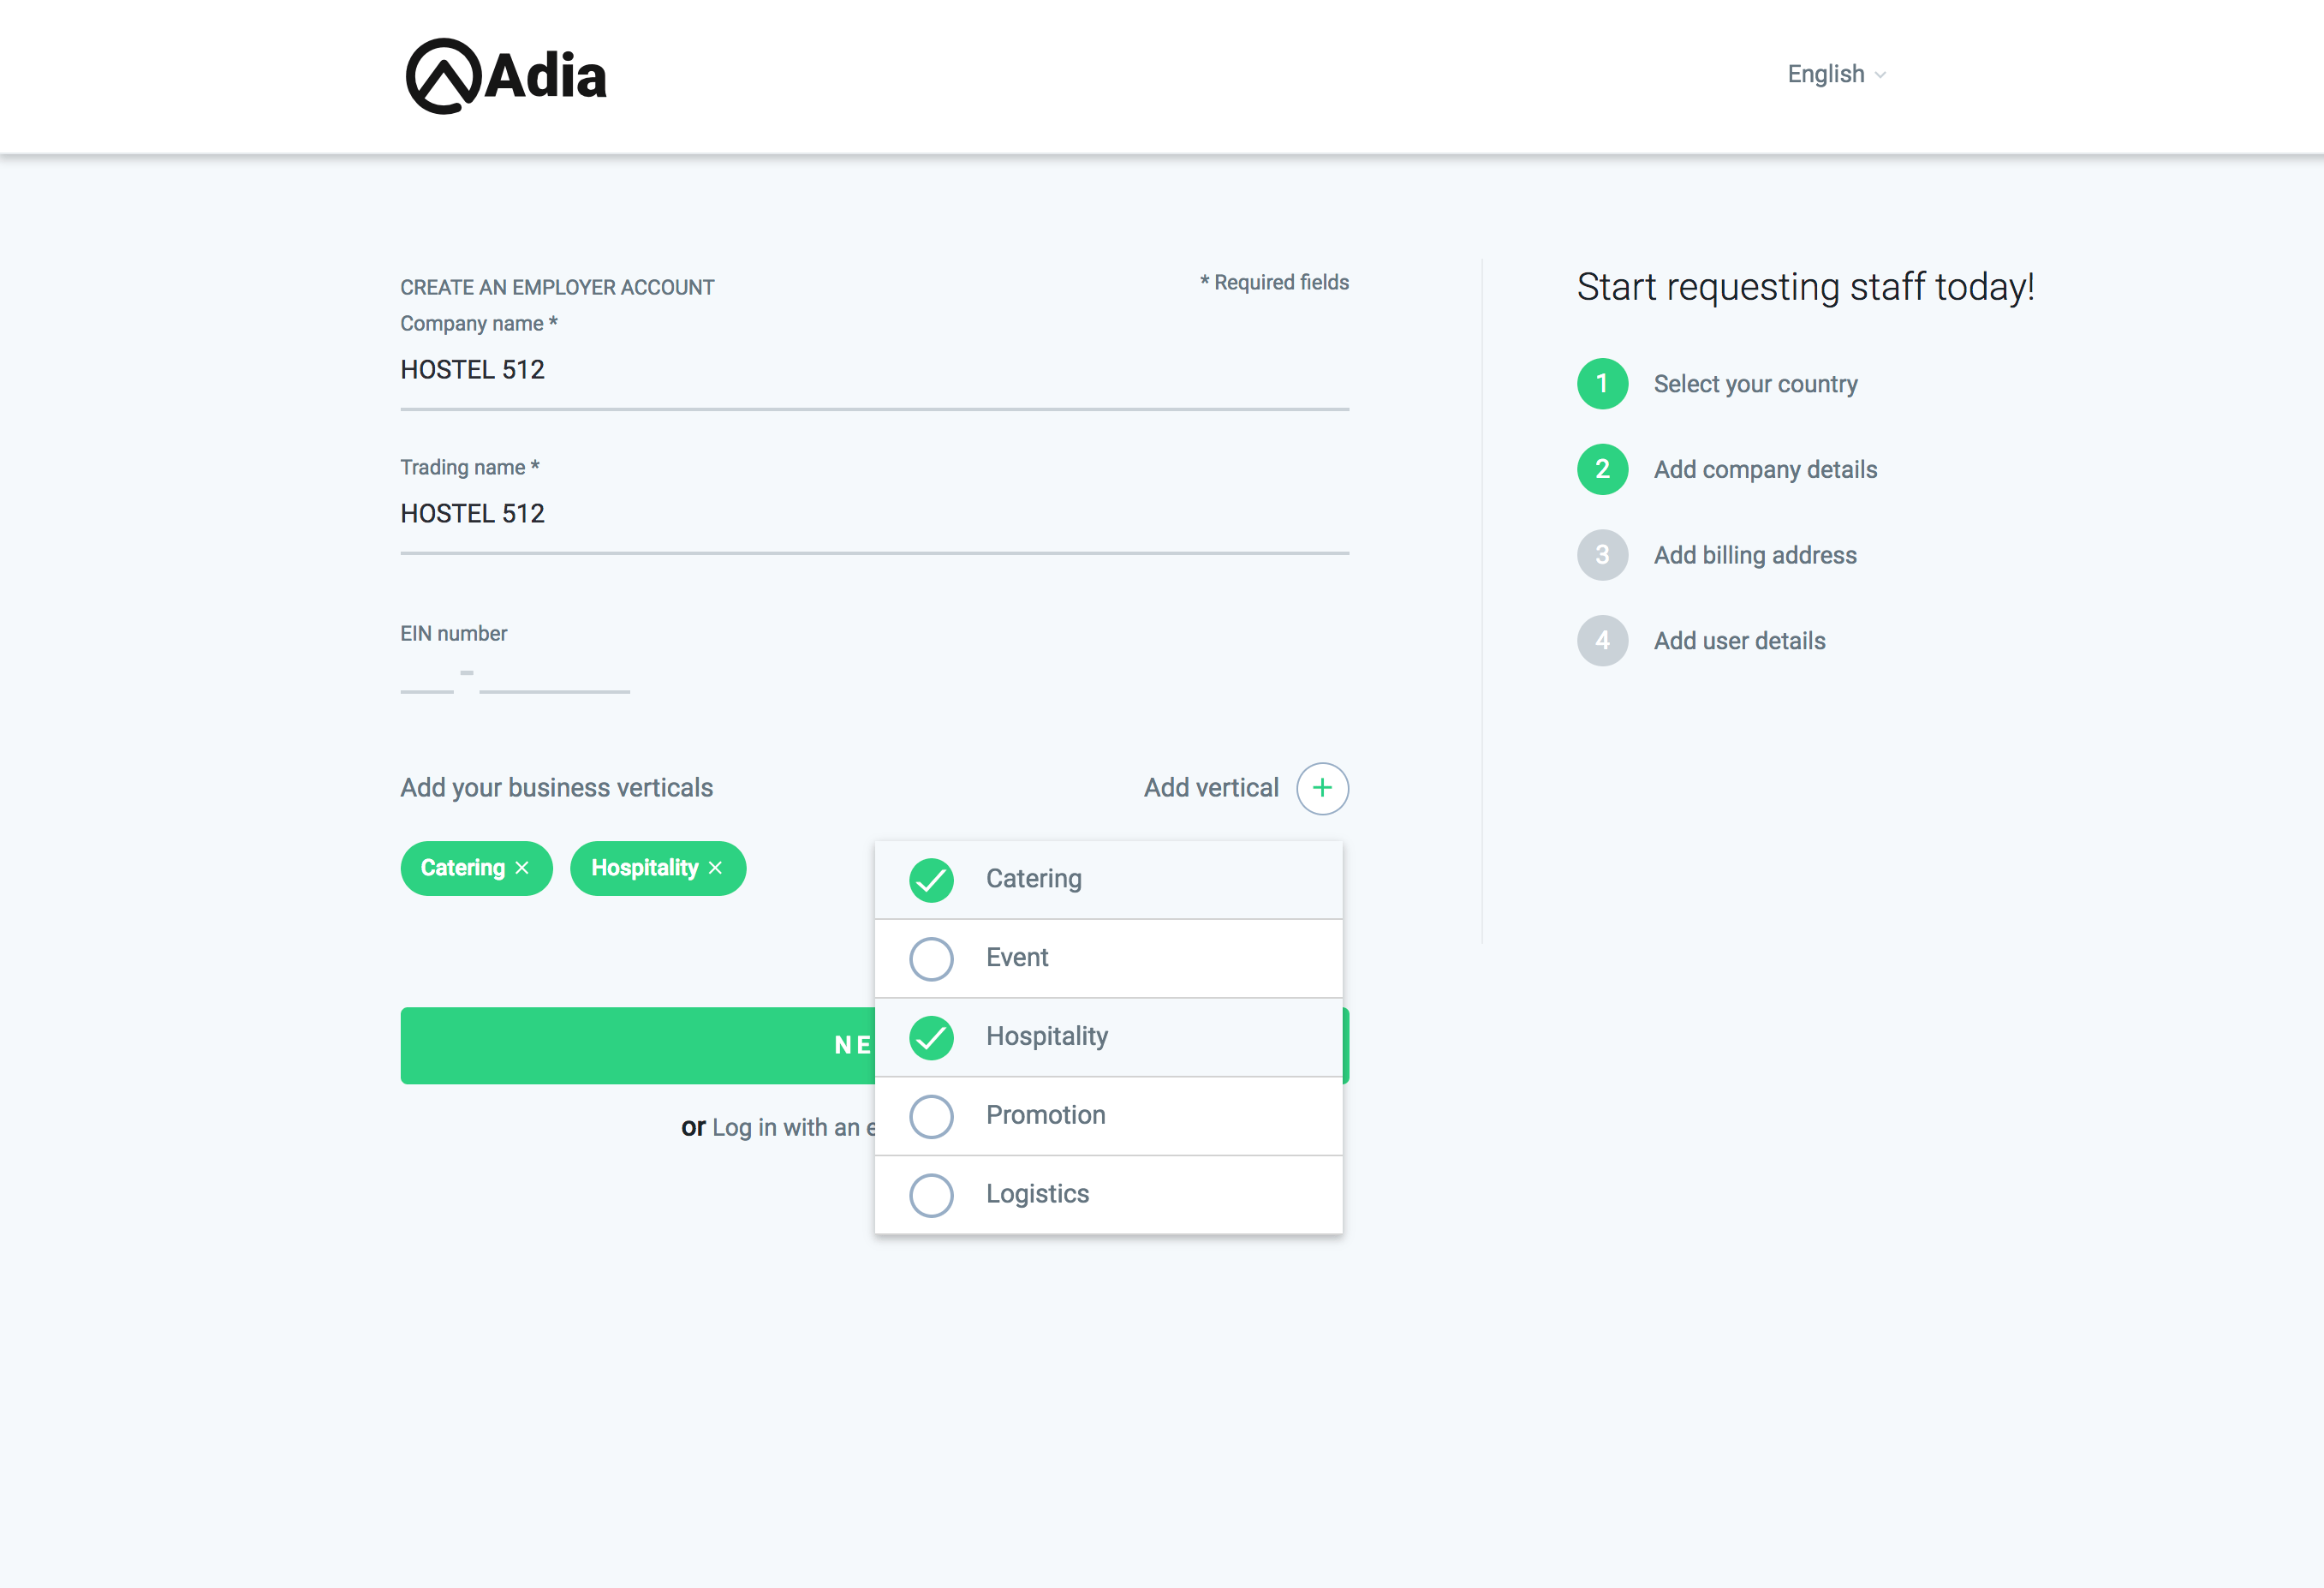 Adia
English
CREATE AN EMPLOYER ACCOUNT
* Required fields
Company name *
HOSTEL 512
Trading name *
HOSTEL 512
EIN number
-
Add your business verticals
Add vertical +
Catering ×
Hospitality ×
Catering
Event
Hospitality
Promotion
Logistics
NE
or Log in with an e
Start requesting staff today!
1 Select your country
2 Add company details
3 Add billing address
4 Add user details